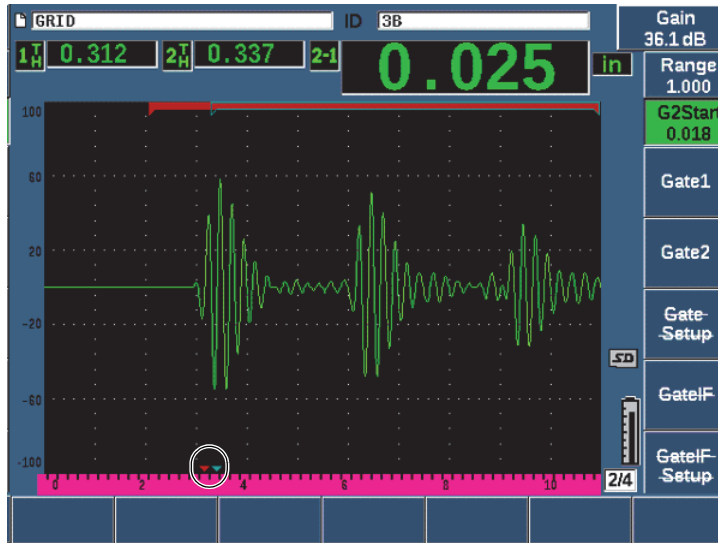 GRID
ID 3B
Gain
36.1 dB
1 T H 0.312
2 T H 0.337
2-1 0.025 in
Range
1.000
G2Start
0.018
Gate1
Gate2
Gate
Setup
GateIF
GateIF
Setup
100
60
20
-20
-60
-100
0 2 4 6 8 10
SD
2/4